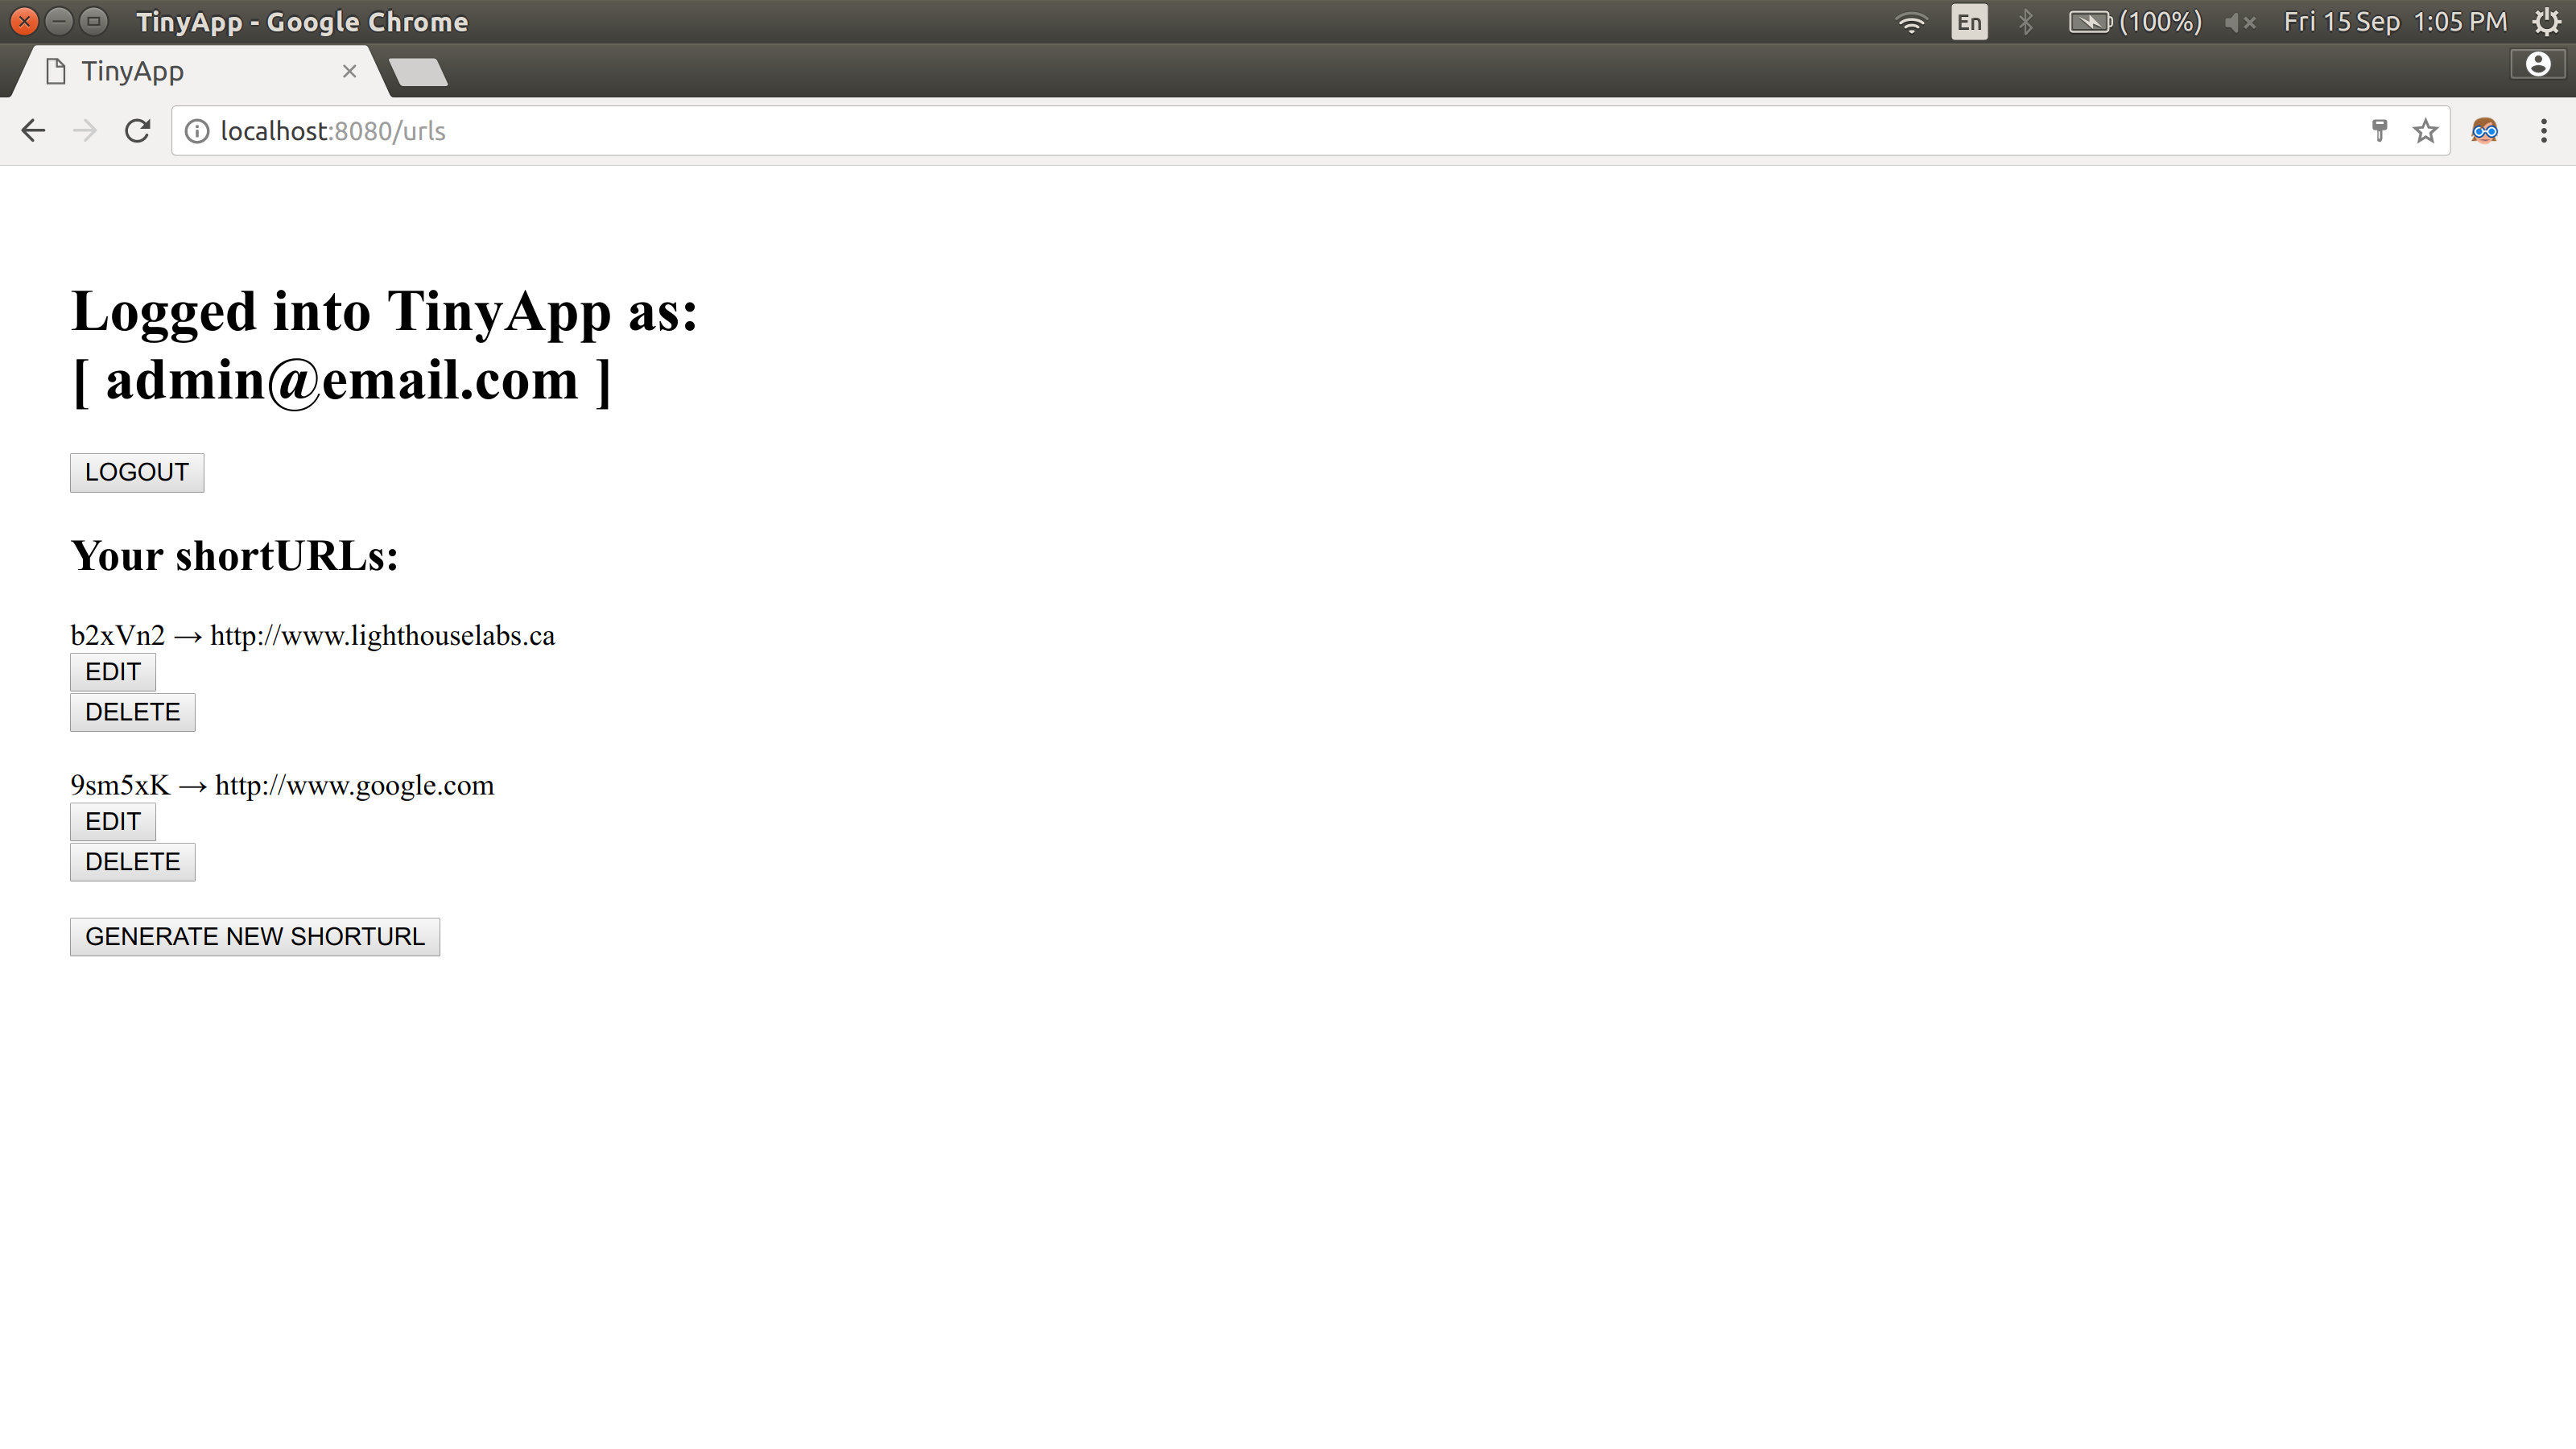 TinyApp - Google Chrome
En (100%) Fri 15 Sep 1:05 PM
TinyApp
localhost:8080/urls
Logged into TinyApp as:
[ admin@email.com ]
LOGOUT
Your shortURLs:
b2xVn2 → http://www.lighthouselabs.ca
EDIT
DELETE
9sm5xK → http://www.google.com
EDIT
DELETE
GENERATE NEW SHORTURL